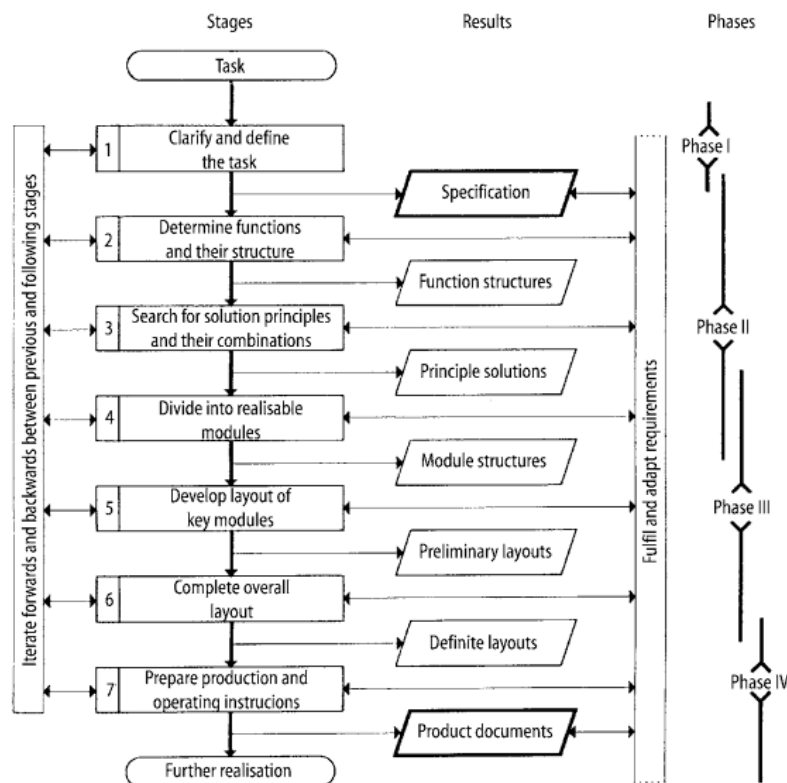 Stages Results Phases
Task
1
Clarify and define
the task
Phase I
Specification
2
Determine functions
and their structure
Function structures
3
Search for solution principles
and their combinations
Phase II
Principle solutions
4
Divide into realisable
modules
Module structures
5
Develop layout of
key modules
Phase III
Preliminary layouts
6
Complete overall
layout
Definite layouts
7
Prepare production and
operating instrucions
Phase IV
Product documents
Further realisation
Iterate forwards and backwards between previous and following stages
Fulfil and adapt requirements